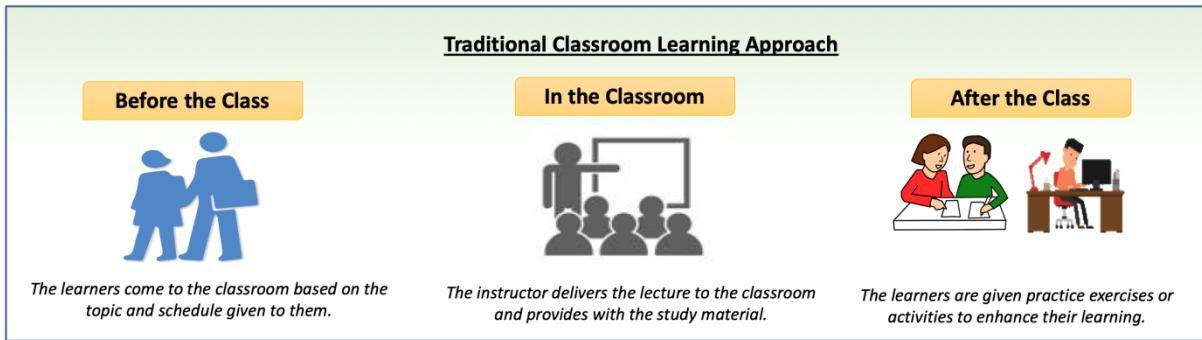 Traditional Classroom Learning Approach
Before the Class
In the Classroom
After the Class
The learners come to the classroom based on the
topic and schedule given to them.
The instructor delivers the lecture to the classroom
and provides with the study material.
The learners are given practice exercises or
activities to enhance their learning.